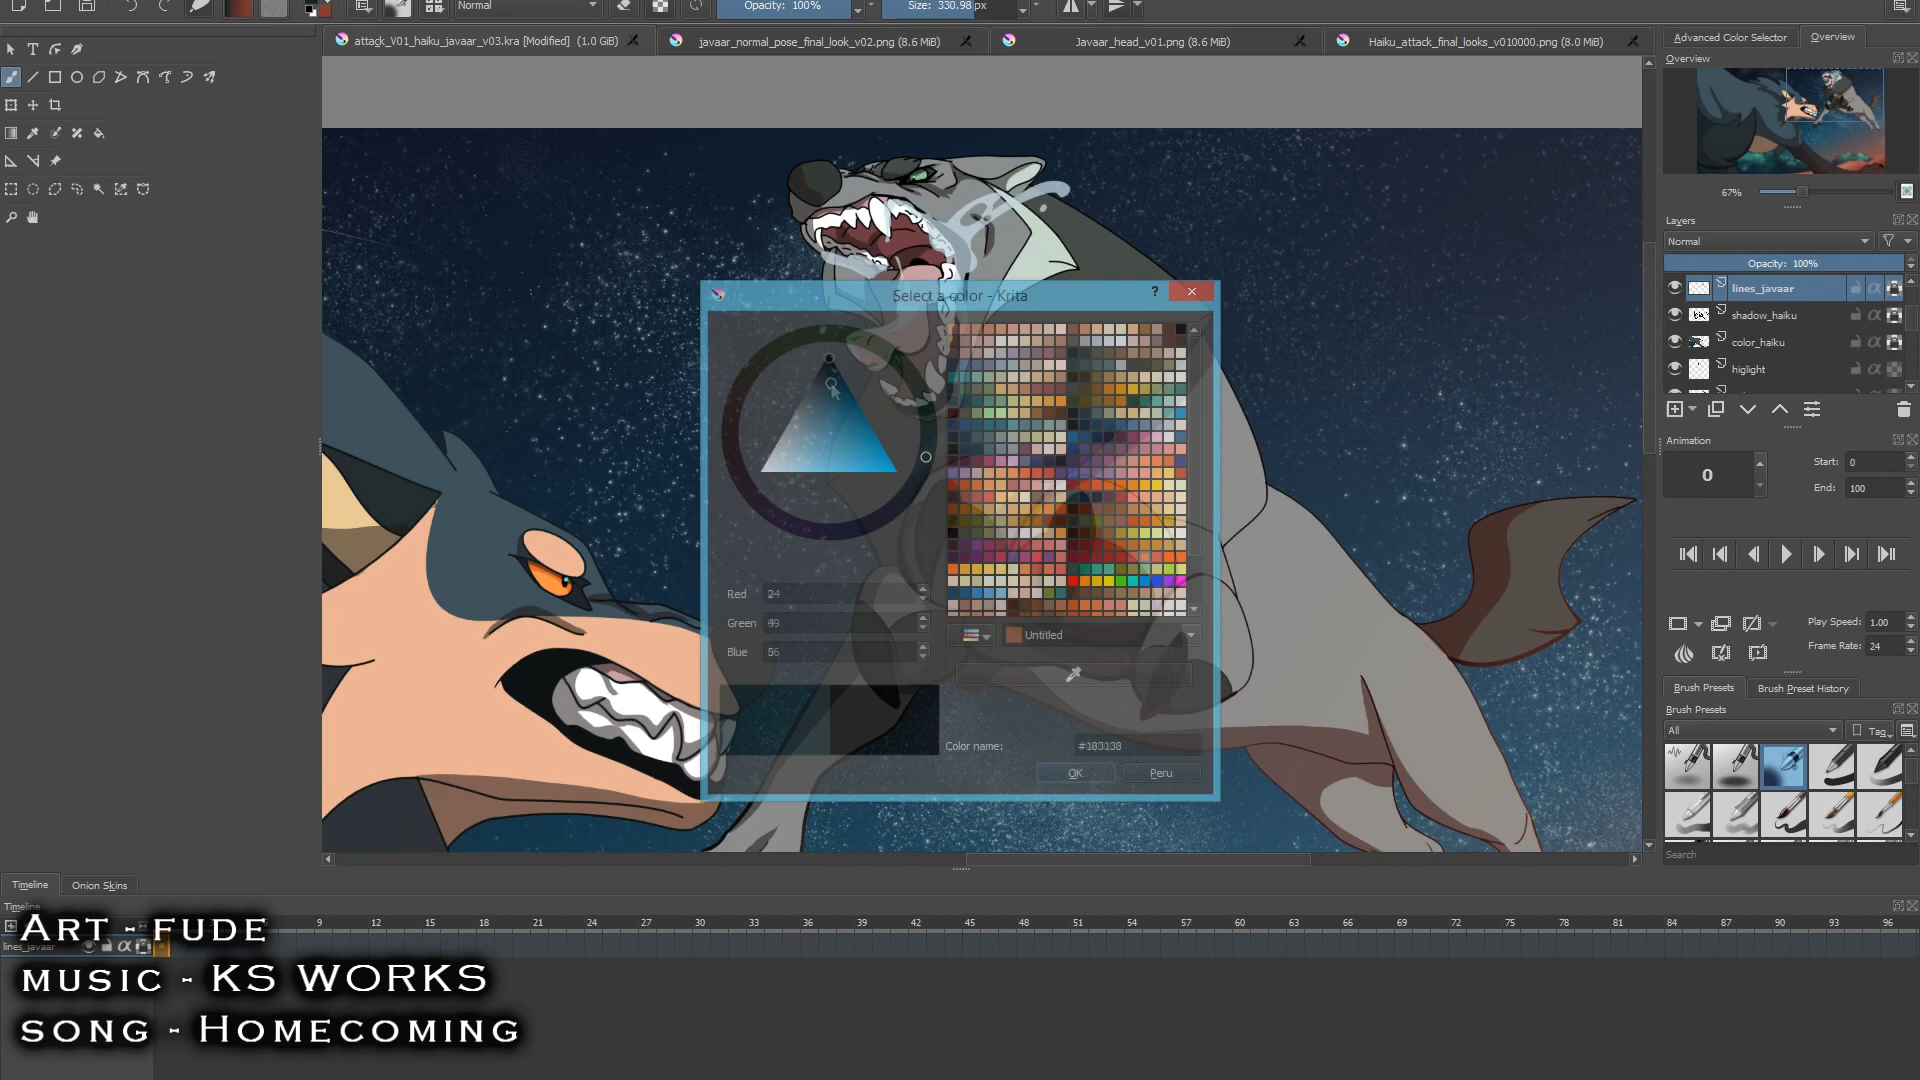 Normal
Opacity: 100%
Size: 330.98 px
attack_V01_haiku_javaar_v03.kra [Modified] (1.0 GiB)
javaar_normal_pose_final_look_v02.png (8.6 MiB)
Javaar_head_v01.png (8.6 MiB)
Haiku_attack_final_looks_v010000.png (8.0 MiB)
Advanced Color Selector
Overview
Overview
67%
Layers
Normal
Opacity: 100%
lines_javaar
shadow_haiku
color_haiku
higlight
Select a color - Krita
?
Red
Green
Blue
Untitled
Color name:
OK
Peru
Animation
0
Start: 0
End: 100
Play Speed: 1.00
Frame Rate: 24
Brush Presets
Brush Preset History
Brush Presets
All
Tag
Search
Timeline
Onion Skins
Timeline
9 12 15 18 21 24 27 30 33 36 39 42 45 48 51 54 57 60 63 66 69 72 75 78 81 84 87 90 93 96
lines_javaar
Art - fude
music - KS WORKS
song - Homecoming